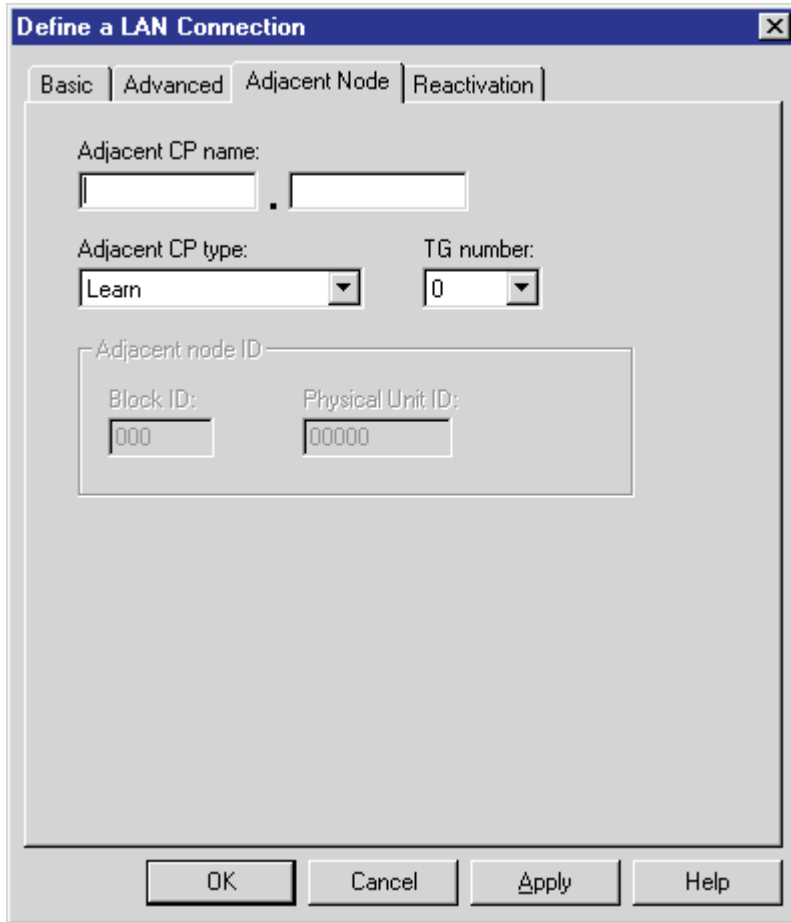 Define a LAN Connection
Basic Advanced Adjacent Node Reactivation
Adjacent CP name:
.
Adjacent CP type: TG number:
Learn 0
Adjacent node ID
Block ID: Physical Unit ID:
000 00000
OK Cancel Apply Help